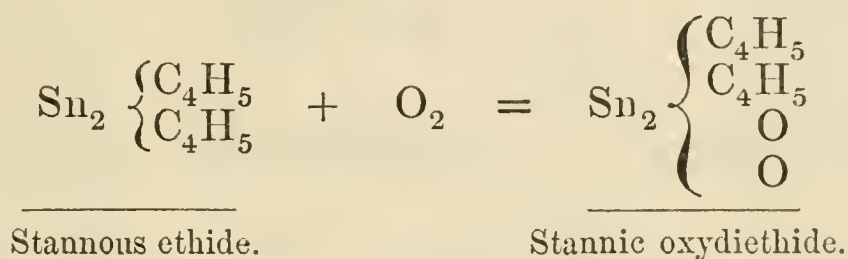 Sn₂ { C₄H₅ C₄H₅ + O₂ = Sn₂ { C₄H₅ C₄H₅ O O
Stannous ethide. Stannic oxydiethide.